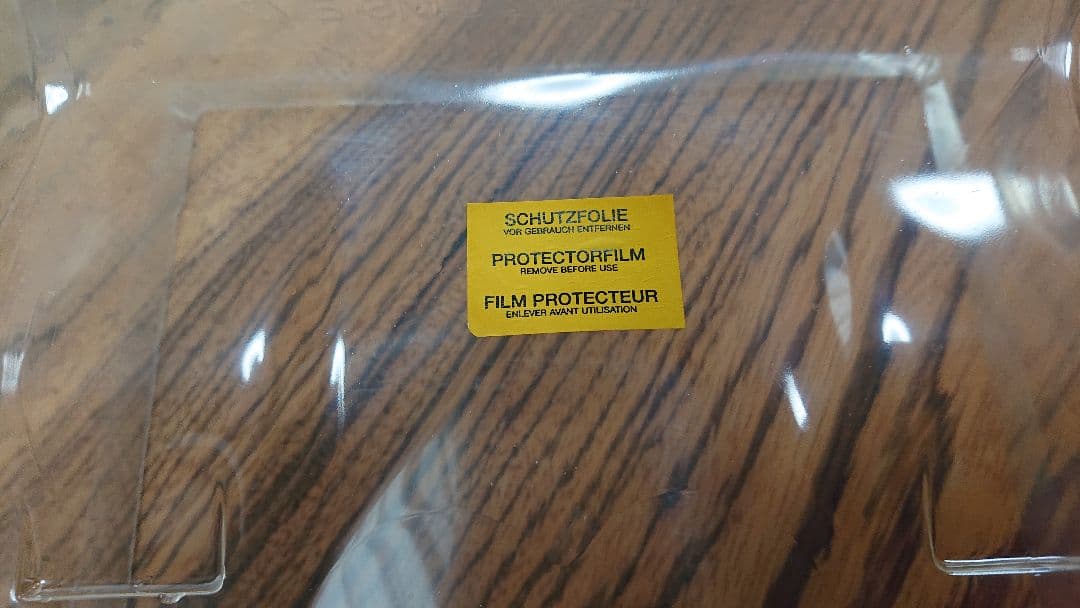 SCHUTZFOLIE
VOR GEBRAUCH ENTFERNEN
PROTECTORFILM
REMOVE BEFORE USE
FILM PROTECTEUR
ENLEVER AVANT UTILISATION